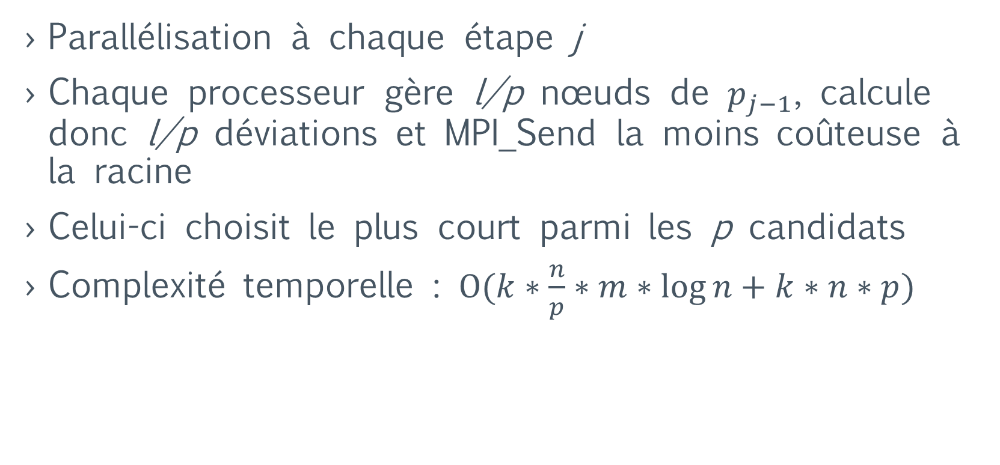 › Parallélisation à chaque étape j
› Chaque processeur gère l/p nœuds de p_{j−1}, calcule
donc l/p déviations et MPI_Send la moins coûteuse à
la racine
› Celui-ci choisit le plus court parmi les p candidats
› Complexité temporelle : O(k ∗ \frac{n}{p} ∗ m ∗ log n + k ∗ n ∗ p)